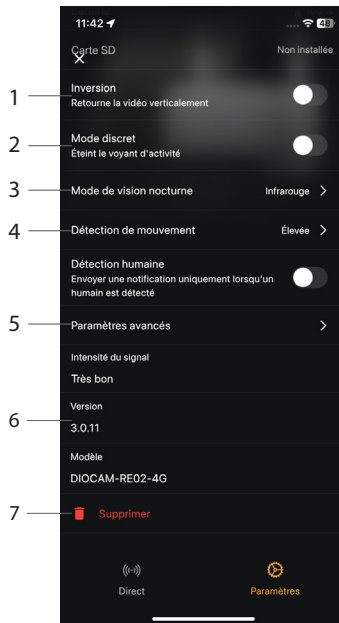 11:42
48
Carte SD
Non installée
1
Inversion
Retourne la vidéo verticalement
2
Mode discret
Éteint le voyant d'activité
3
Mode de vision nocturne
Infrarouge
4
Détection de mouvement
Élevée
Détection humaine
Envoyer une notification uniquement lorsqu'un
humain est détecté
5
Paramètres avancés
Intensité du signal
Très bon
Version
6
3.0.11
Modèle
DIOCAM-RE02-4G
7
Supprimer
Direct
Paramètres